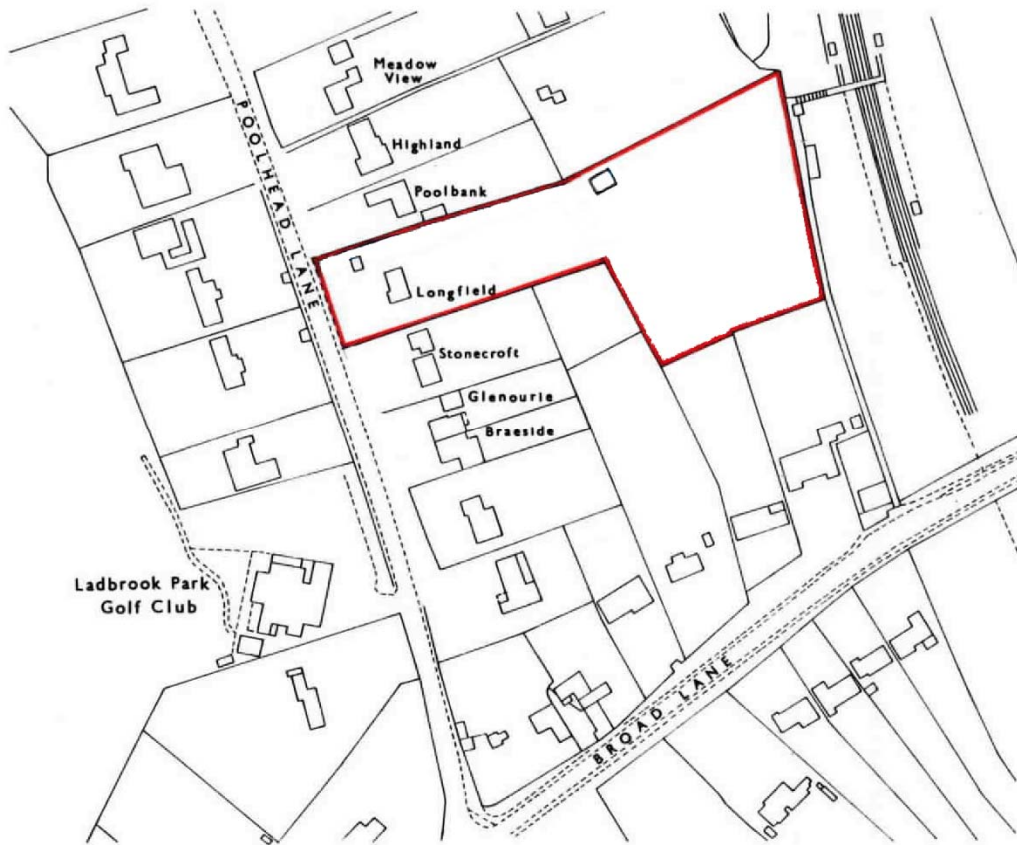 Meadow
View
POOLHEAD LANE
Highland
Poolbank
Longfield
Stonecroft
Glenourie
Braeside
Ladbrook Park
Golf Club
BROAD LANE